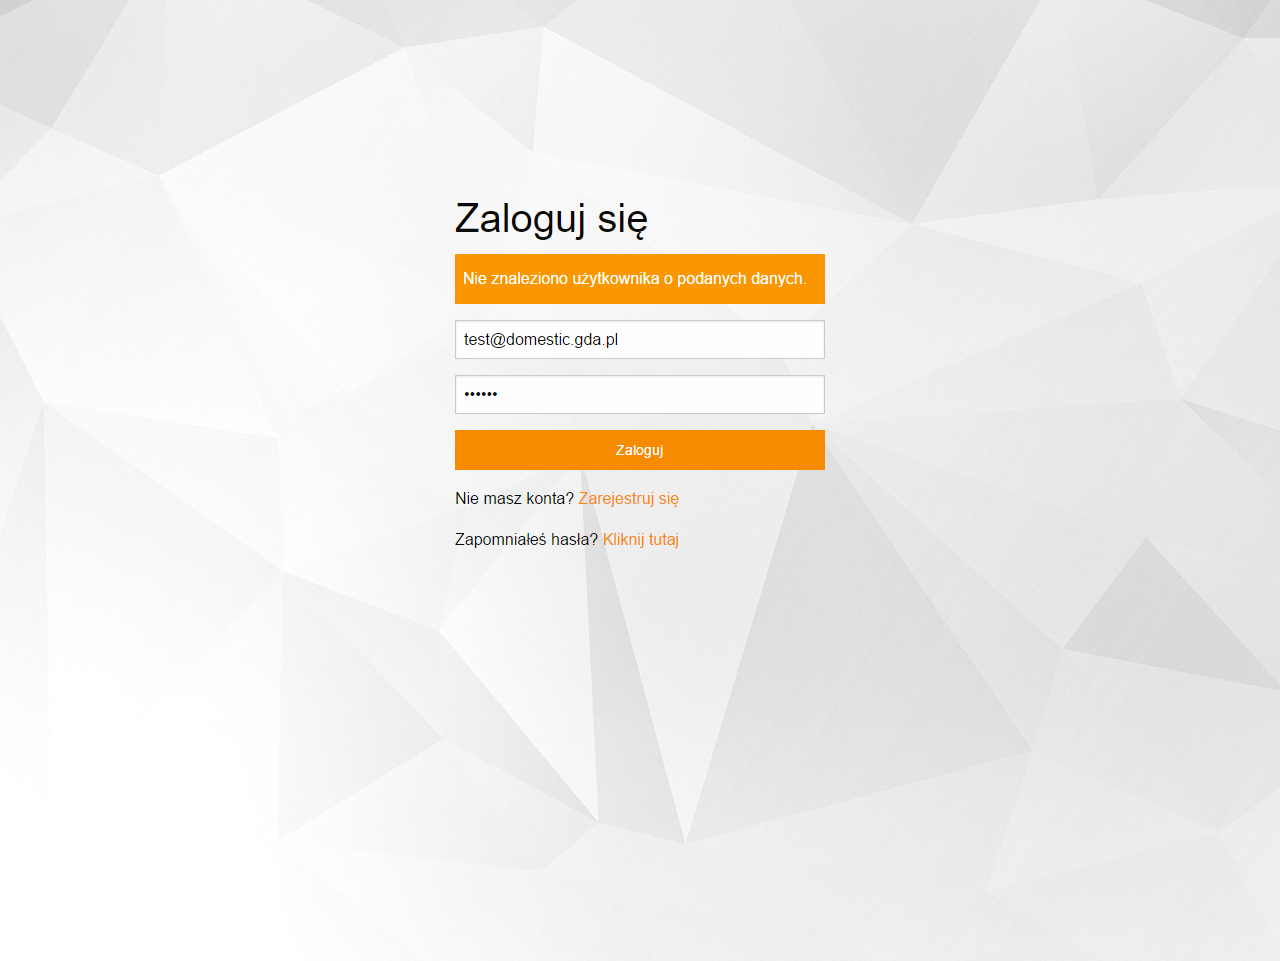 Zaloguj się
Nie znaleziono użytkownika o podanych danych.
test@domestic.gda.pl
••••••
Zaloguj
Nie masz konta? Zarejestruj się
Zapomniałeś hasła? Kliknij tutaj